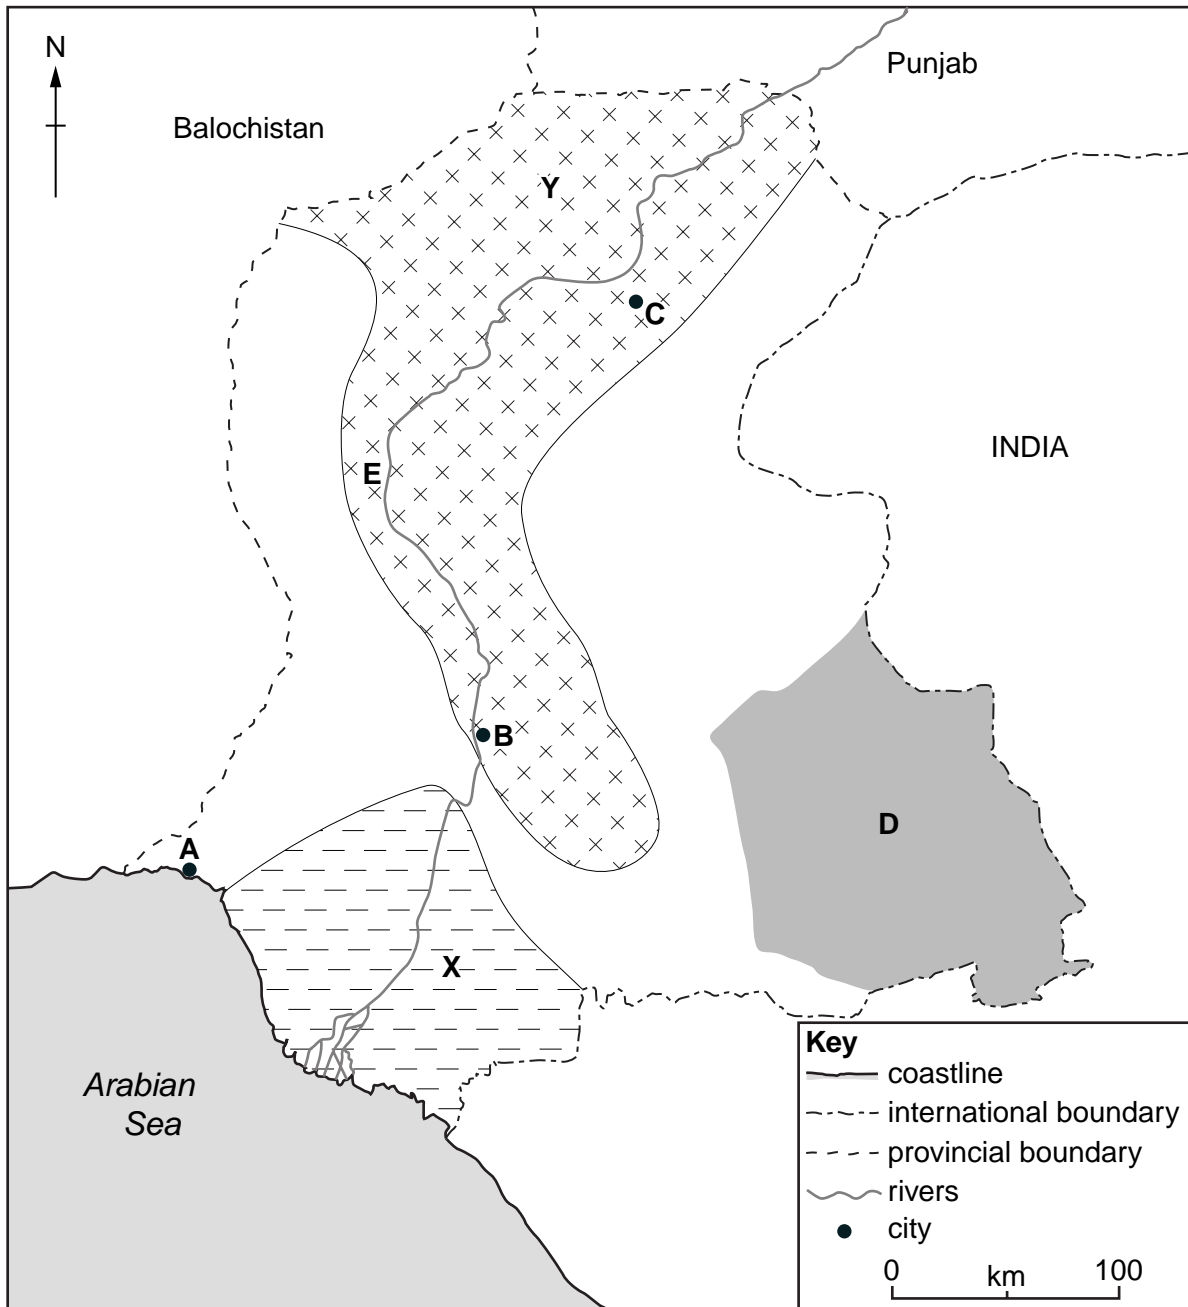 N
Punjab
Balochistan
Y
C
INDIA
E
B
D
A
X
Arabian
Sea
Key
coastline
international boundary
provincial boundary
rivers
city
0 km 100